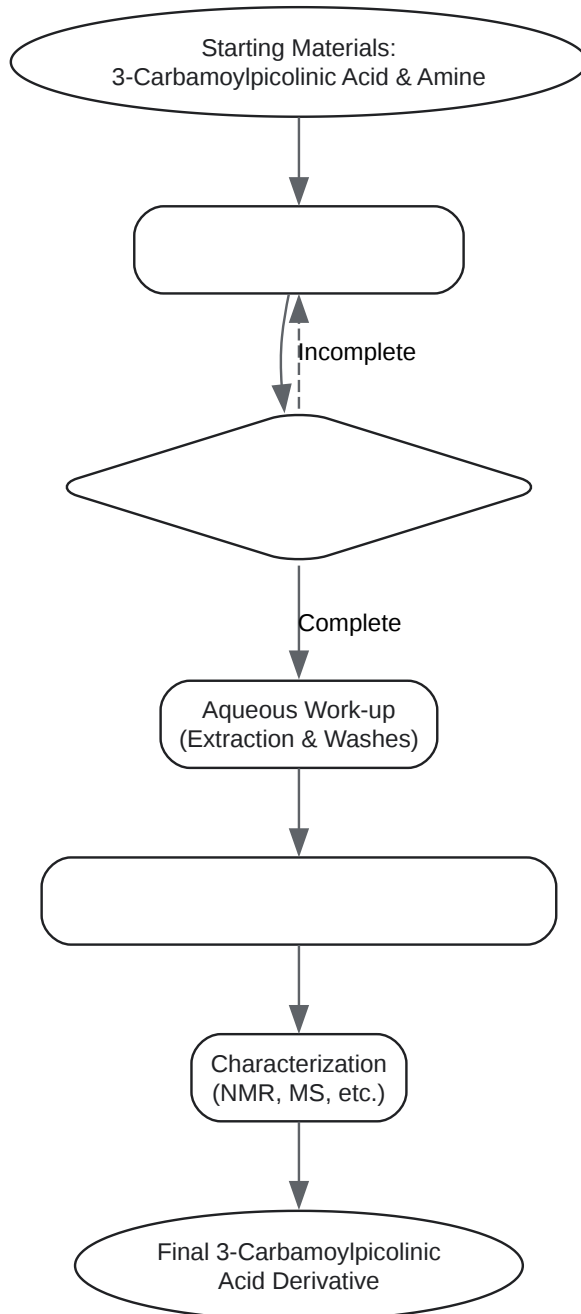 Starting Materials:
3-Carbamoylpicolinic Acid & Amine
Incomplete
Complete
Aqueous Work-up
(Extraction & Washes)
Characterization
(NMR, MS, etc.)
Final 3-Carbamoylpicolinic
Acid Derivative